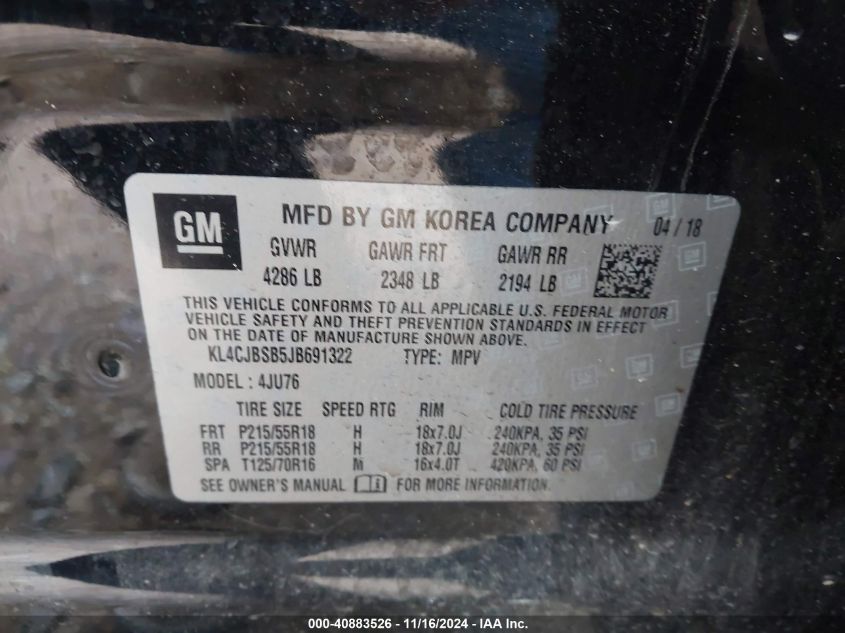 GM MFD BY GM KOREA COMPANY 04 / 18
GVWR GAWR FRT GAWR RR
4286 LB 2348 LB 2194 LB
THIS VEHICLE CONFORMS TO ALL APPLICABLE U.S. FEDERAL MOTOR
VEHICLE SAFETY AND THEFT PREVENTION STANDARDS IN EFFECT
ON THE DATE OF MANUFACTURE SHOWN ABOVE.
KL4CJBSB5JB691322 TYPE: MPV
MODEL : 4JU76
TIRE SIZE SPEED RTG RIM COLD TIRE PRESSURE
FRT P215/55R18 H 18x7.0J 240KPA, 35 PSI
RR P215/55R18 H 18x7.0J 240KPA, 35 PSI
SPA T125/70R16 M 16x4.0T 420KPA, 60 PSI
SEE OWNER'S MANUAL FOR MORE INFORMATION.
000-40883526 - 11/16/2024 - IAA Inc.